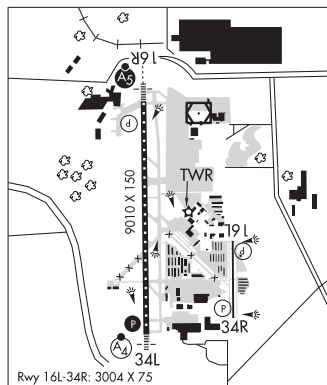 16R
A5
P
TWR
9010 X 150
16L
P
P
P
34R
A4
34L
Rwy 16L-34R: 3004 X 75